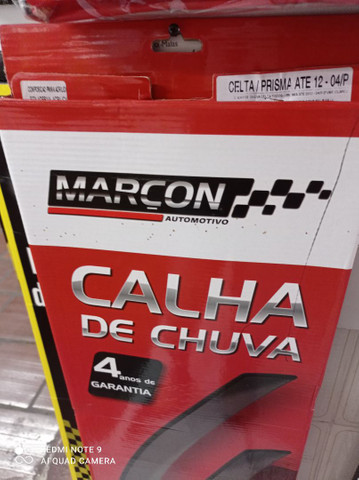 e-Malas
CELTA / PRISMA ATE 12 - 04/P
MARÇON
AUTOMOTIVO
CALHA
DE CHUVA
4 anos de
GARANTIA
REDMI NOTE 9
AI QUAD CAMERA